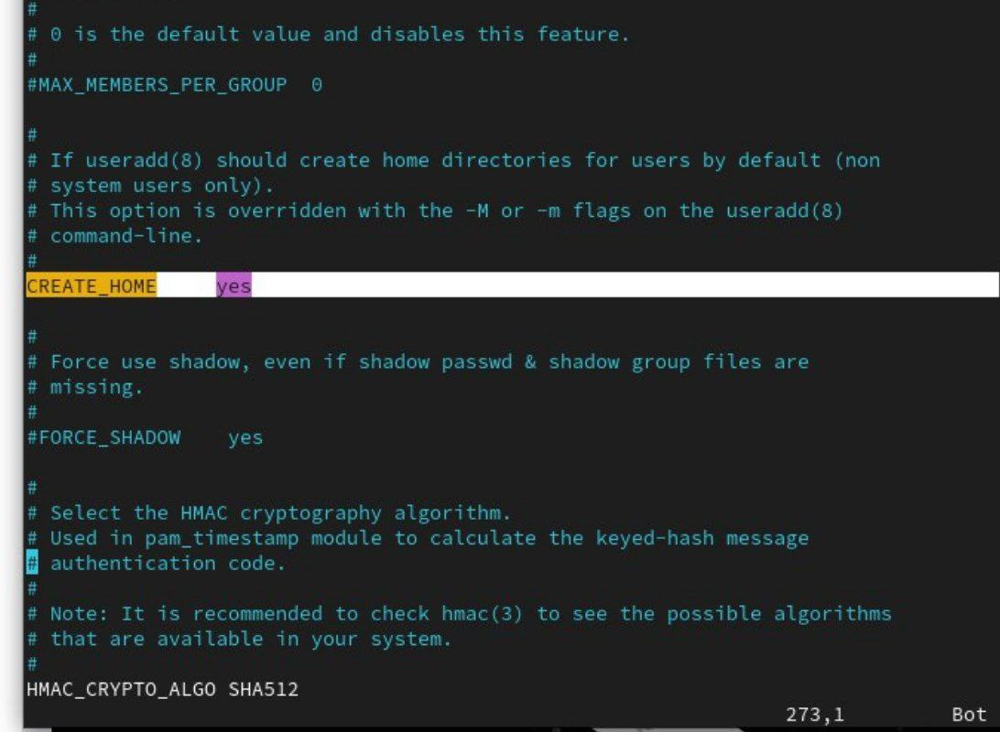 #
# 0 is the default value and disables this feature.
#
#MAX_MEMBERS_PER_GROUP  0

#
# If useradd(8) should create home directories for users by default (non
# system users only).
# This option is overridden with the -M or -m flags on the useradd(8)
# command-line.
#
CREATE_HOME     yes

#
# Force use shadow, even if shadow passwd & shadow group files are
# missing.
#
#FORCE_SHADOW    yes

#
# Select the HMAC cryptography algorithm.
# Used in pam_timestamp module to calculate the keyed-hash message
# authentication code.
#
# Note: It is recommended to check hmac(3) to see the possible algorithms
# that are available in your system.
#
HMAC_CRYPTO_ALGO SHA512
273,1         Bot